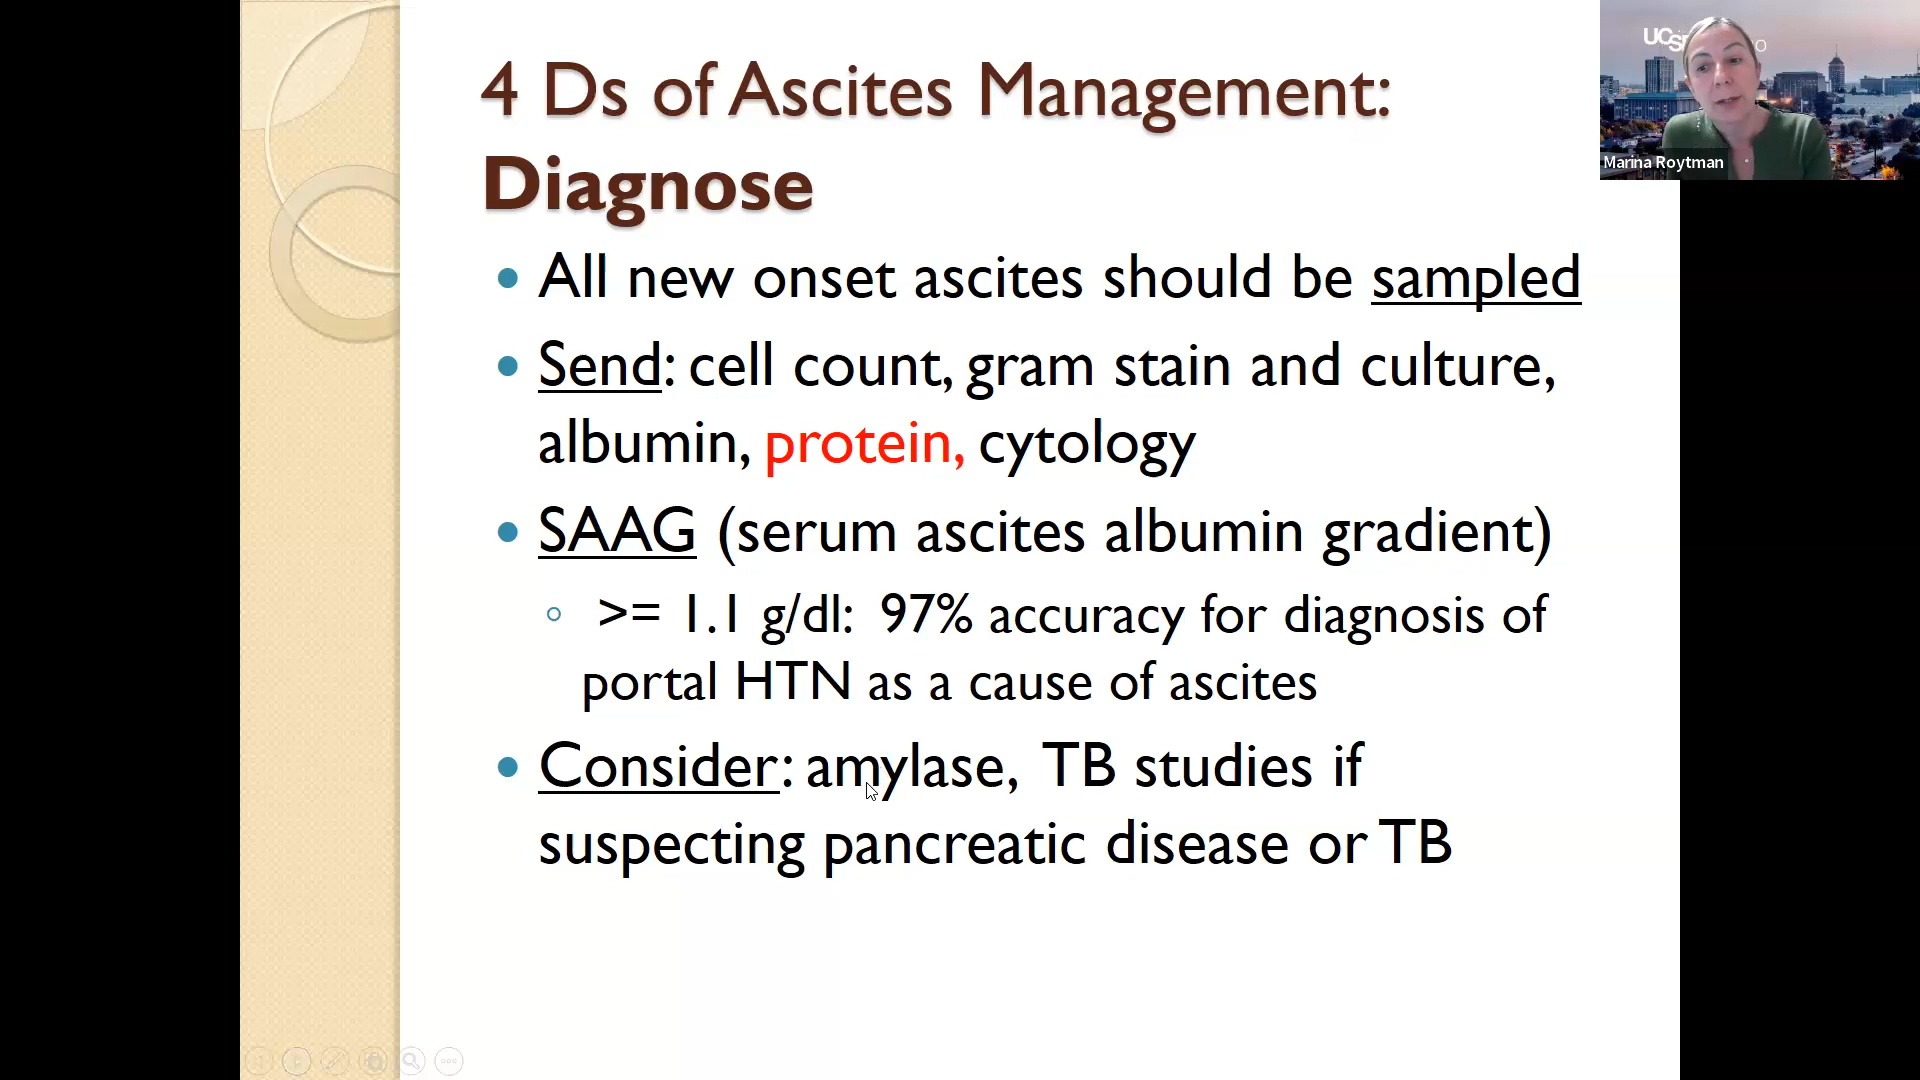 4 Ds of Ascites Management:
Diagnose
All new onset ascites should be sampled
Send: cell count, gram stain and culture,
albumin, protein, cytology
SAAG (serum ascites albumin gradient)
>= 1.1 g/dl: 97% accuracy for diagnosis of
portal HTN as a cause of ascites
Consider: amylase, TB studies if
suspecting pancreatic disease or TB
Marina Roytman